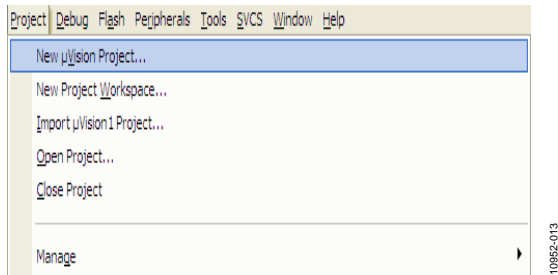 Project Debug Flash Peripherals Tools SVCS Window Help
New µVision Project...
New Project Workspace...
Import µVision1 Project...
Open Project...
Close Project
Manage
10952-013